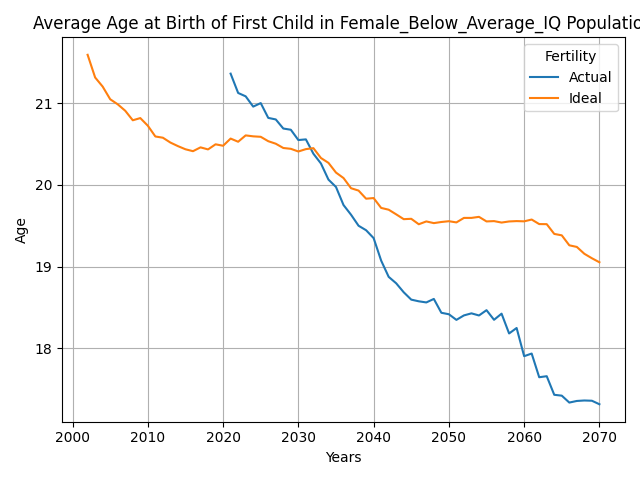 Average Age at Birth of First Child in Female_Below_Average_IQ Populatio
Fertility
Actual
Ideal
21
20
19
18
Age
2000 2010 2020 2030 2040 2050 2060 2070
Years